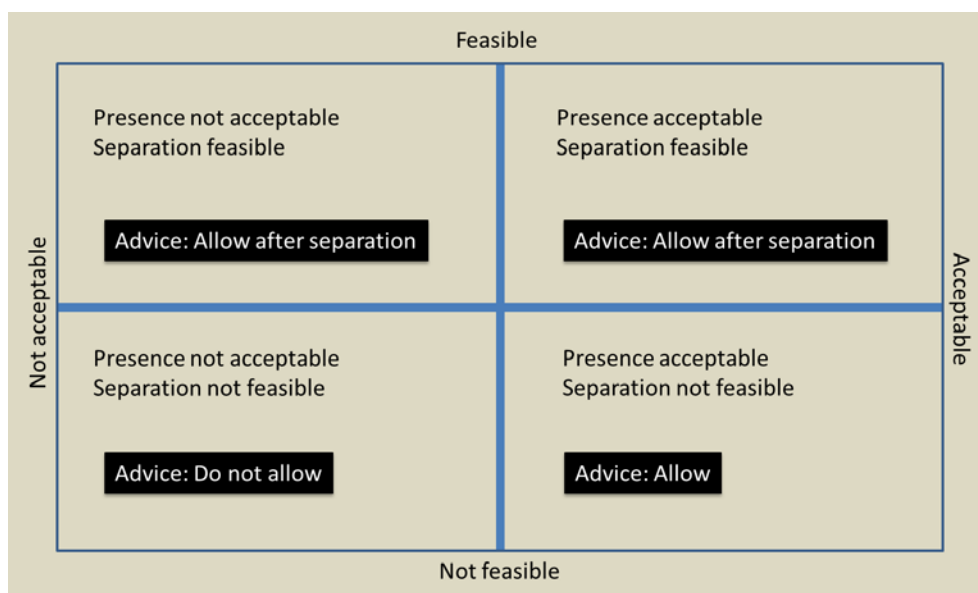 Feasible
Presence not acceptable
Separation feasible
Advice: Allow after separation
Presence acceptable
Separation feasible
Advice: Allow after separation
Not acceptable
Acceptable
Presence not acceptable
Separation not feasible
Advice: Do not allow
Presence acceptable
Separation not feasible
Advice: Allow
Not feasible